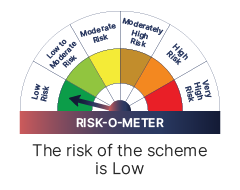 Low
Risk
Low to
Moderate
Risk
Moderate
Risk
Moderately
High
Risk
High
Risk
Very
High
Risk
RISK-O-METER
The risk of the scheme
is Low